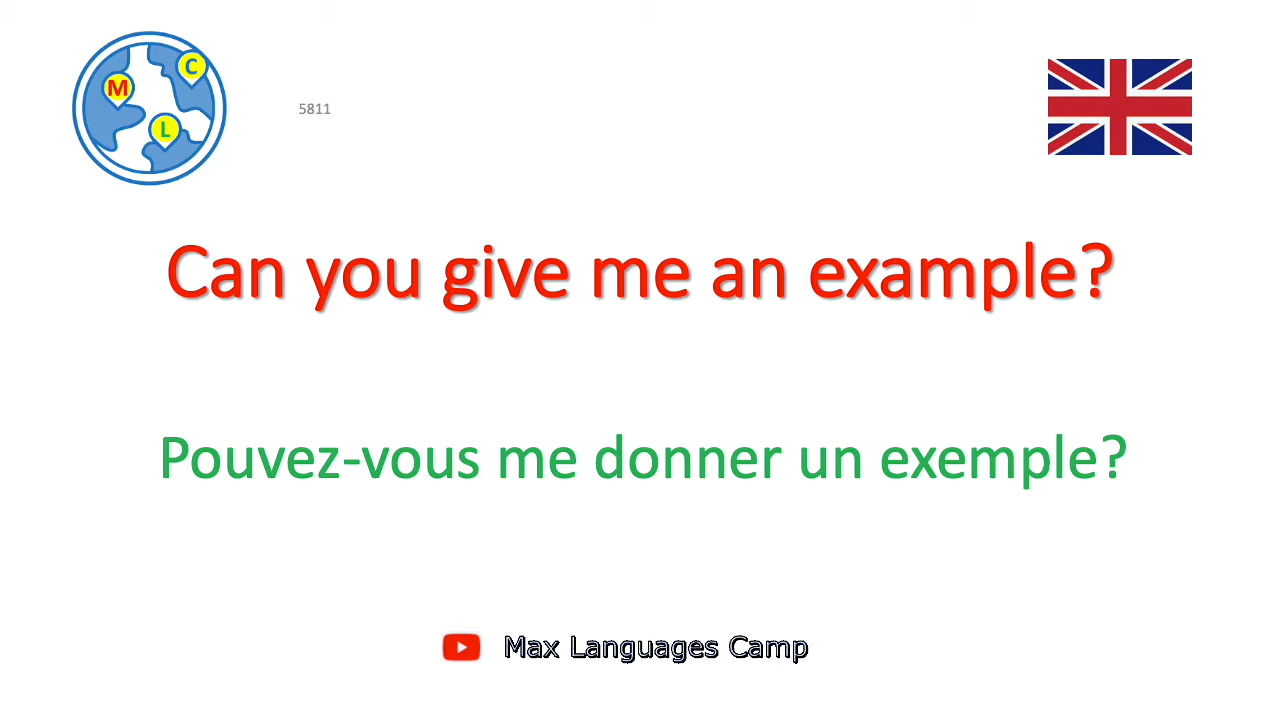 M
C
L
5811
Can you give me an example?
Pouvez-vous me donner un exemple?
Max Languages Camp